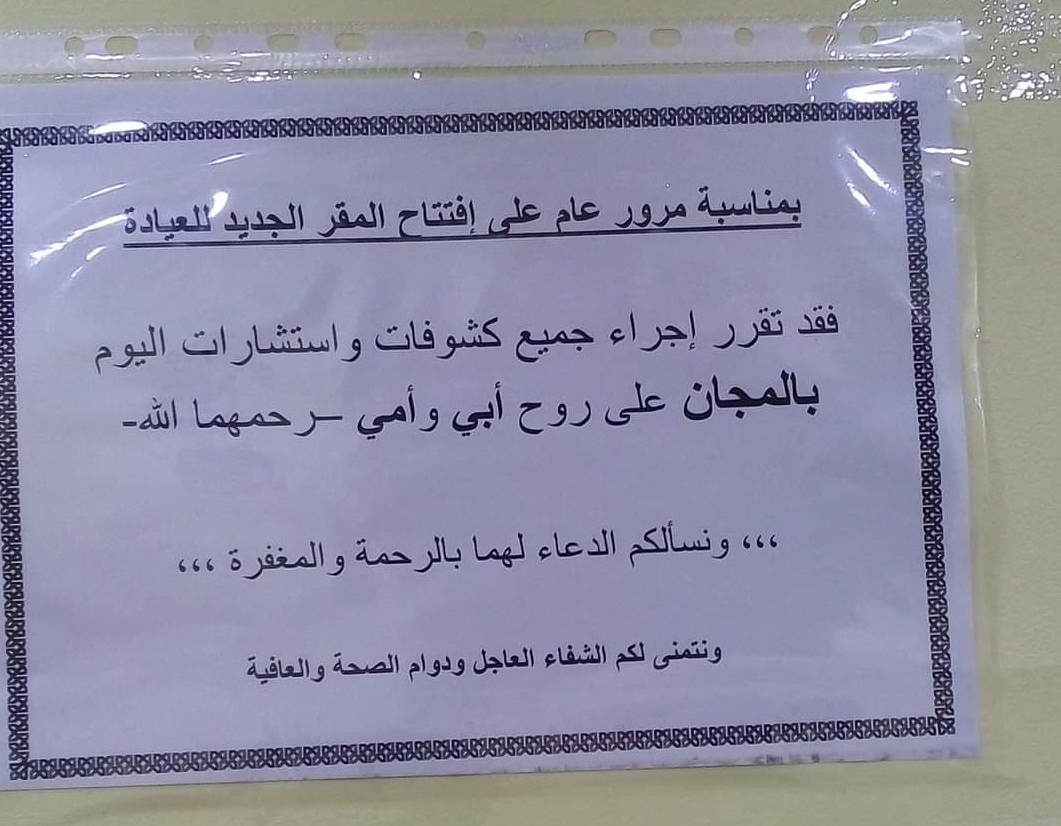 بمناسبة مرور عام على إفتتاح المقر الجديد للعيادة
فقد تقرر إجراء جميع كشوفات واستشارات اليوم
بالمجان على روح أبي وأمي –رحمهما الله-
،،، ونسألكم الدعاء لهما بالرحمة والمغفرة ،،،
ونتمنى لكم الشفاء العاجل ودوام الصحة والعافية